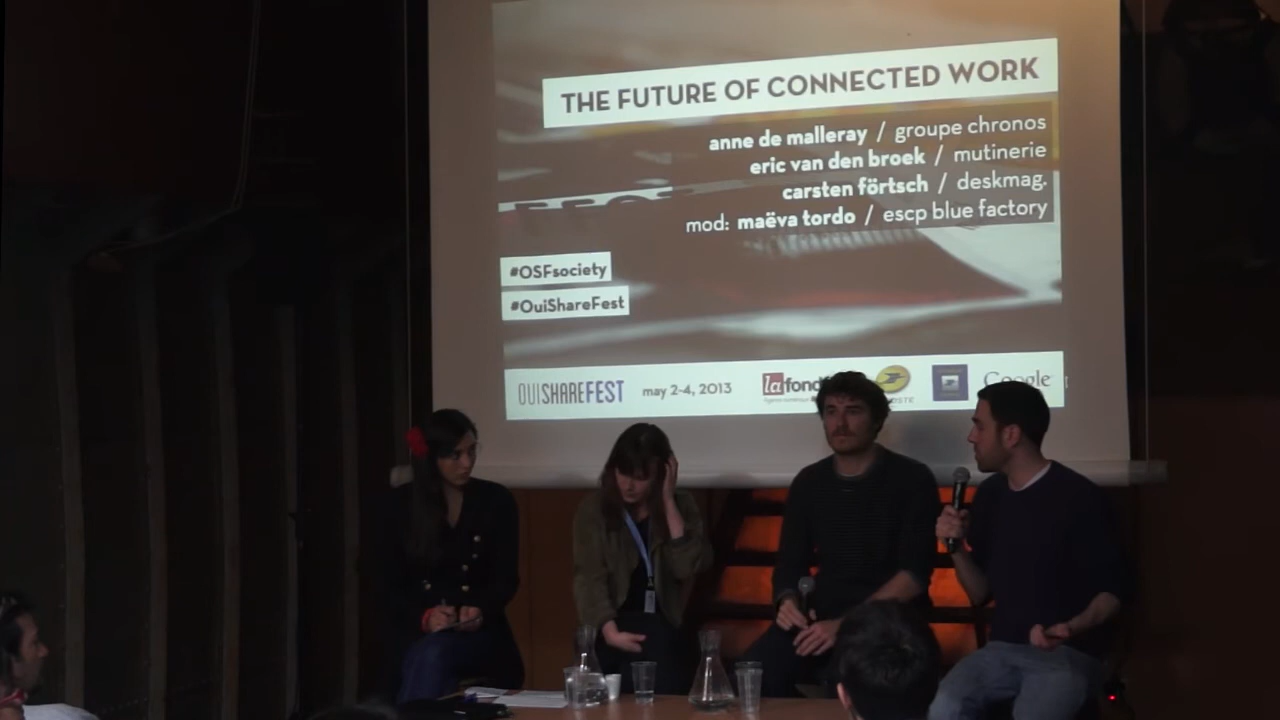 THE FUTURE OF CONNECTED WORK
anne de malleray / groupe chronos
eric van den broek / mutinerie
carsten förtsch / deskmag.
mod: maëva tordo / escp blue factory
#OSFsociety
#OuiShareFest
OUISHAREFEST may 2-4, 2013 Google